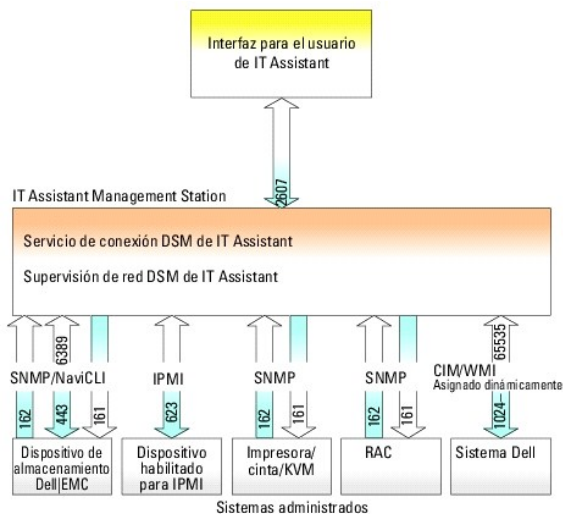 Interfaz para el usuario
de IT Assistant
2607
IT Assistant Management Station
Servicio de conexión DSM de IT Assistant
Supervisión de red DSM de IT Assistant
6389
65535
SNMP/NaviCLI
IPMI
SNMP
SNMP
CIM/WMI
Asignado dinámicamente
162
443
161
623
162
161
162
161
1024–
Dispositivo de
almacenamiento
Dell|EMC
Dispositivo
habilitado
para IPMI
Impresora/
cinta/KVM
RAC
Sistema Dell
Sistemas administrados